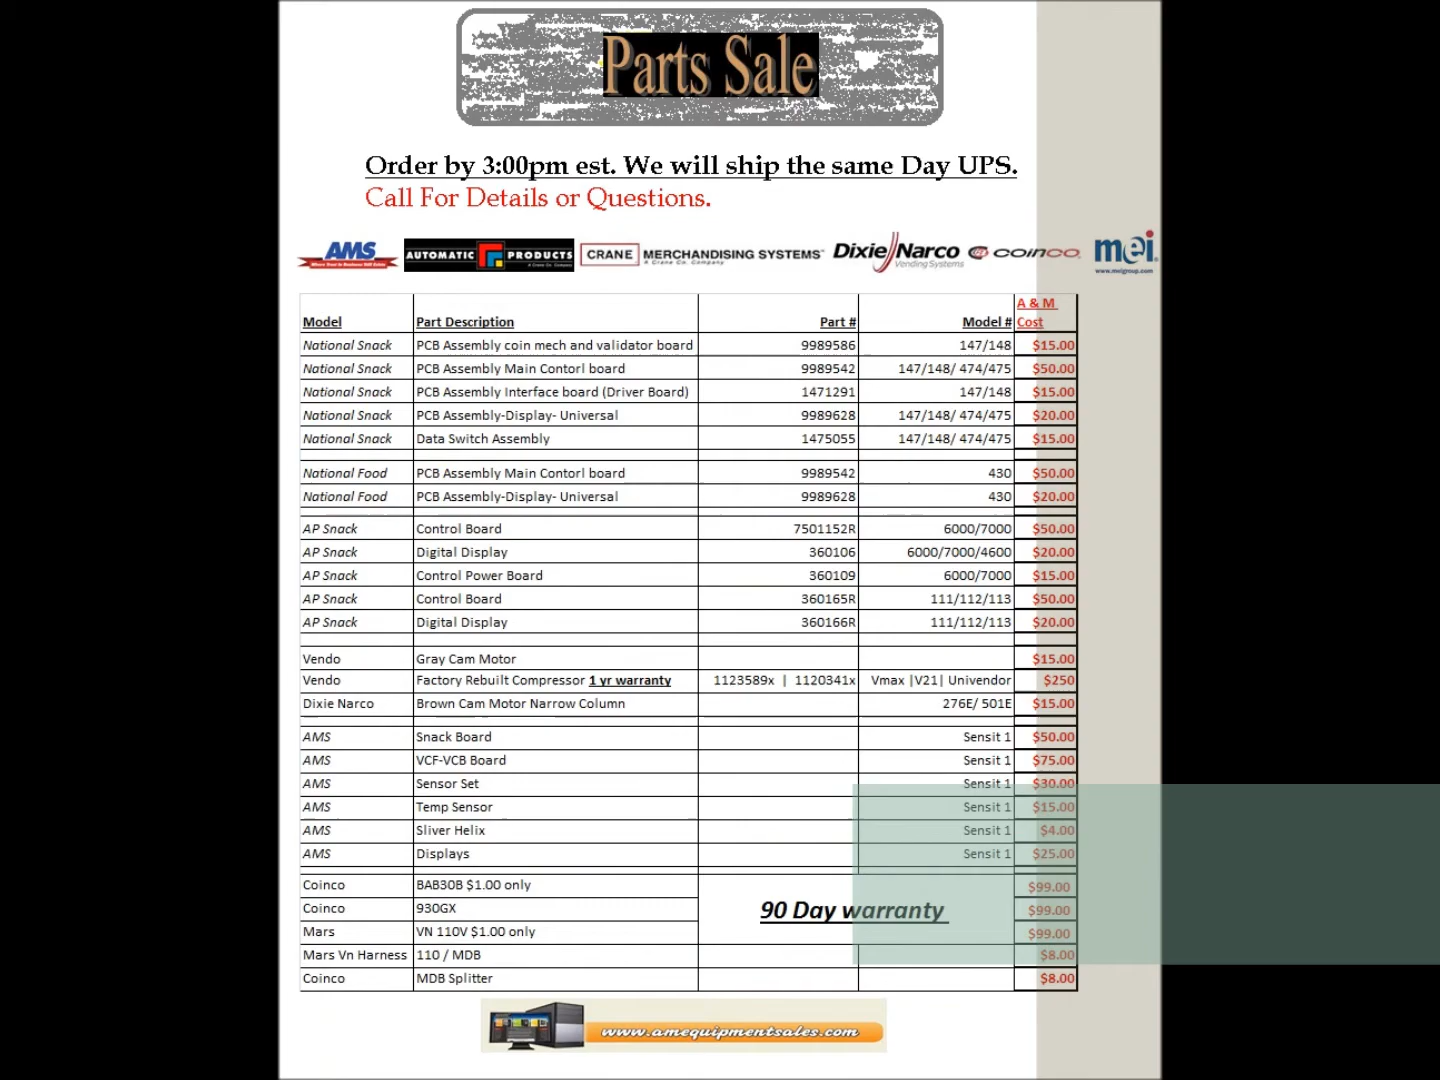 Parts Sale
Order by 3:00pm est. We will ship the same Day UPS.
Call For Details or Questions.
AMS AUTOMATIC PRODUCTS CRANE MERCHANDISING SYSTEMS Dixie Narco COINCO mei
A Crane Co. Company Vending Systems www.meigroup.com
Model Part Description Part # Model # A & M Cost
National Snack PCB Assembly coin mech and validator board 9989586 147/148 $15.00
National Snack PCB Assembly Main Contorl board 9989542 147/148/ 474/475 $50.00
National Snack PCB Assembly Interface board (Driver Board) 1471291 147/148 $15.00
National Snack PCB Assembly-Display- Universal 9989628 147/148/ 474/475 $20.00
National Snack Data Switch Assembly 1475055 147/148/ 474/475 $15.00
National Food PCB Assembly Main Contorl board 9989542 430 $50.00
National Food PCB Assembly-Display- Universal 9989628 430 $20.00
AP Snack Control Board 7501152R 6000/7000 $50.00
AP Snack Digital Display 360106 6000/7000/4600 $20.00
AP Snack Control Power Board 360109 6000/7000 $15.00
AP Snack Control Board 360165R 111/112/113 $50.00
AP Snack Digital Display 360166R 111/112/113 $20.00
Vendo Gray Cam Motor $15.00
Vendo Factory Rebuilt Compressor 1 yr warranty 1123589x | 1120341x Vmax |V21| Univendor $250
Dixie Narco Brown Cam Motor Narrow Column 276E/ 501E $15.00
AMS Snack Board Sensit 1 $50.00
AMS VCF-VCB Board Sensit 1 $75.00
AMS Sensor Set Sensit 1 $30.00
AMS Temp Sensor Sensit 1 $15.00
AMS Sliver Helix Sensit 1 $4.00
AMS Displays Sensit 1 $25.00
Coinco BAB30B $1.00 only $99.00
Coinco 930GX 90 Day warranty $99.00
Mars VN 110V $1.00 only $99.00
Mars Vn Harness 110 / MDB $8.00
Coinco MDB Splitter $8.00
www.amequipmentsales.com